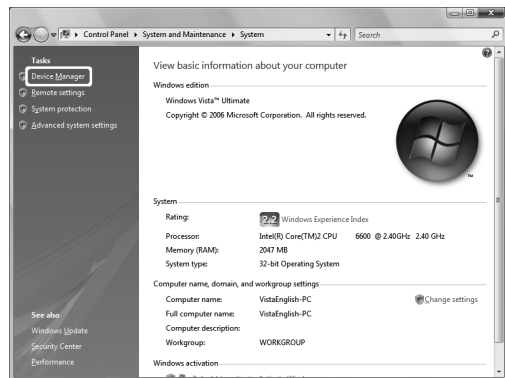 Control Panel ▸ System and Maintenance ▸ System
Search
Tasks
Device Manager
Remote settings
System protection
Advanced system settings
See also
Windows Update
Security Center
Performance
View basic information about your computer
Windows edition
Windows Vista™ Ultimate
Copyright © 2006 Microsoft Corporation. All rights reserved.
TM
System
Rating:
2,2 Windows Experience Index
Processor: Intel(R) Core(TM)2 CPU 6600 @ 2.40GHz 2.40 GHz
Memory (RAM): 2047 MB
System type: 32-bit Operating System
Computer name, domain, and workgroup settings
Computer name: VistaEnglish-PC Change settings
Full computer name: VistaEnglish-PC
Computer description:
Workgroup: WORKGROUP
Windows activation